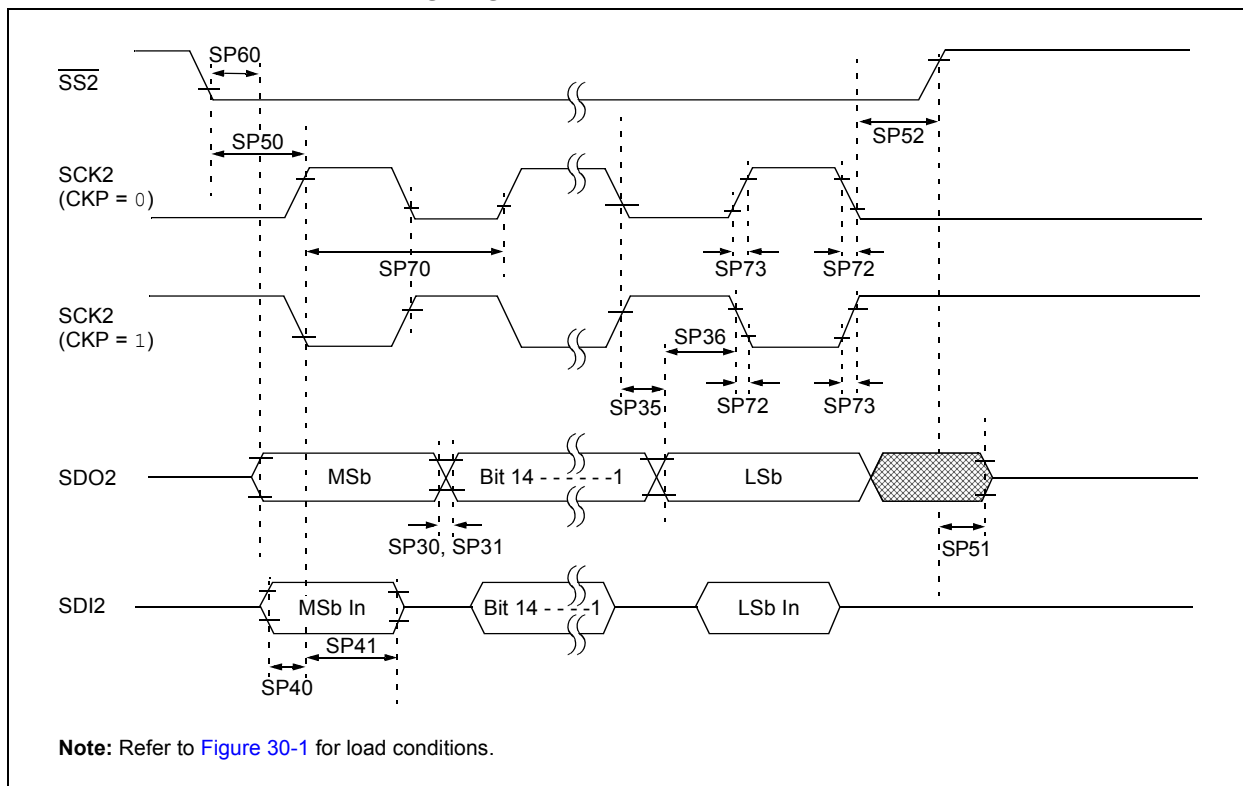 SP60
SS2
SP50
SP52
SCK2
(CKP = 0)
SP70
SP73
SP72
SCK2
(CKP = 1)
SP36
SP35
SP72
SP73
SDO2
MSb
Bit 14 - - - - - -1
LSb
SP30, SP31
SP51
SDI2
MSb In
Bit 14 - - - -1
LSb In
SP41
SP40
Note: Refer to Figure 30-1 for load conditions.